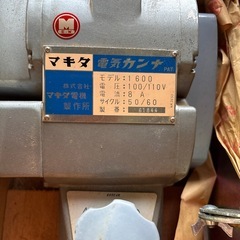 M
マキタ
電気カンナ
PAT.
株式会社
マキタ電機
製作所
モデル:1600
電圧:100/110V
電流:8A
サイクル:50/60
製番: